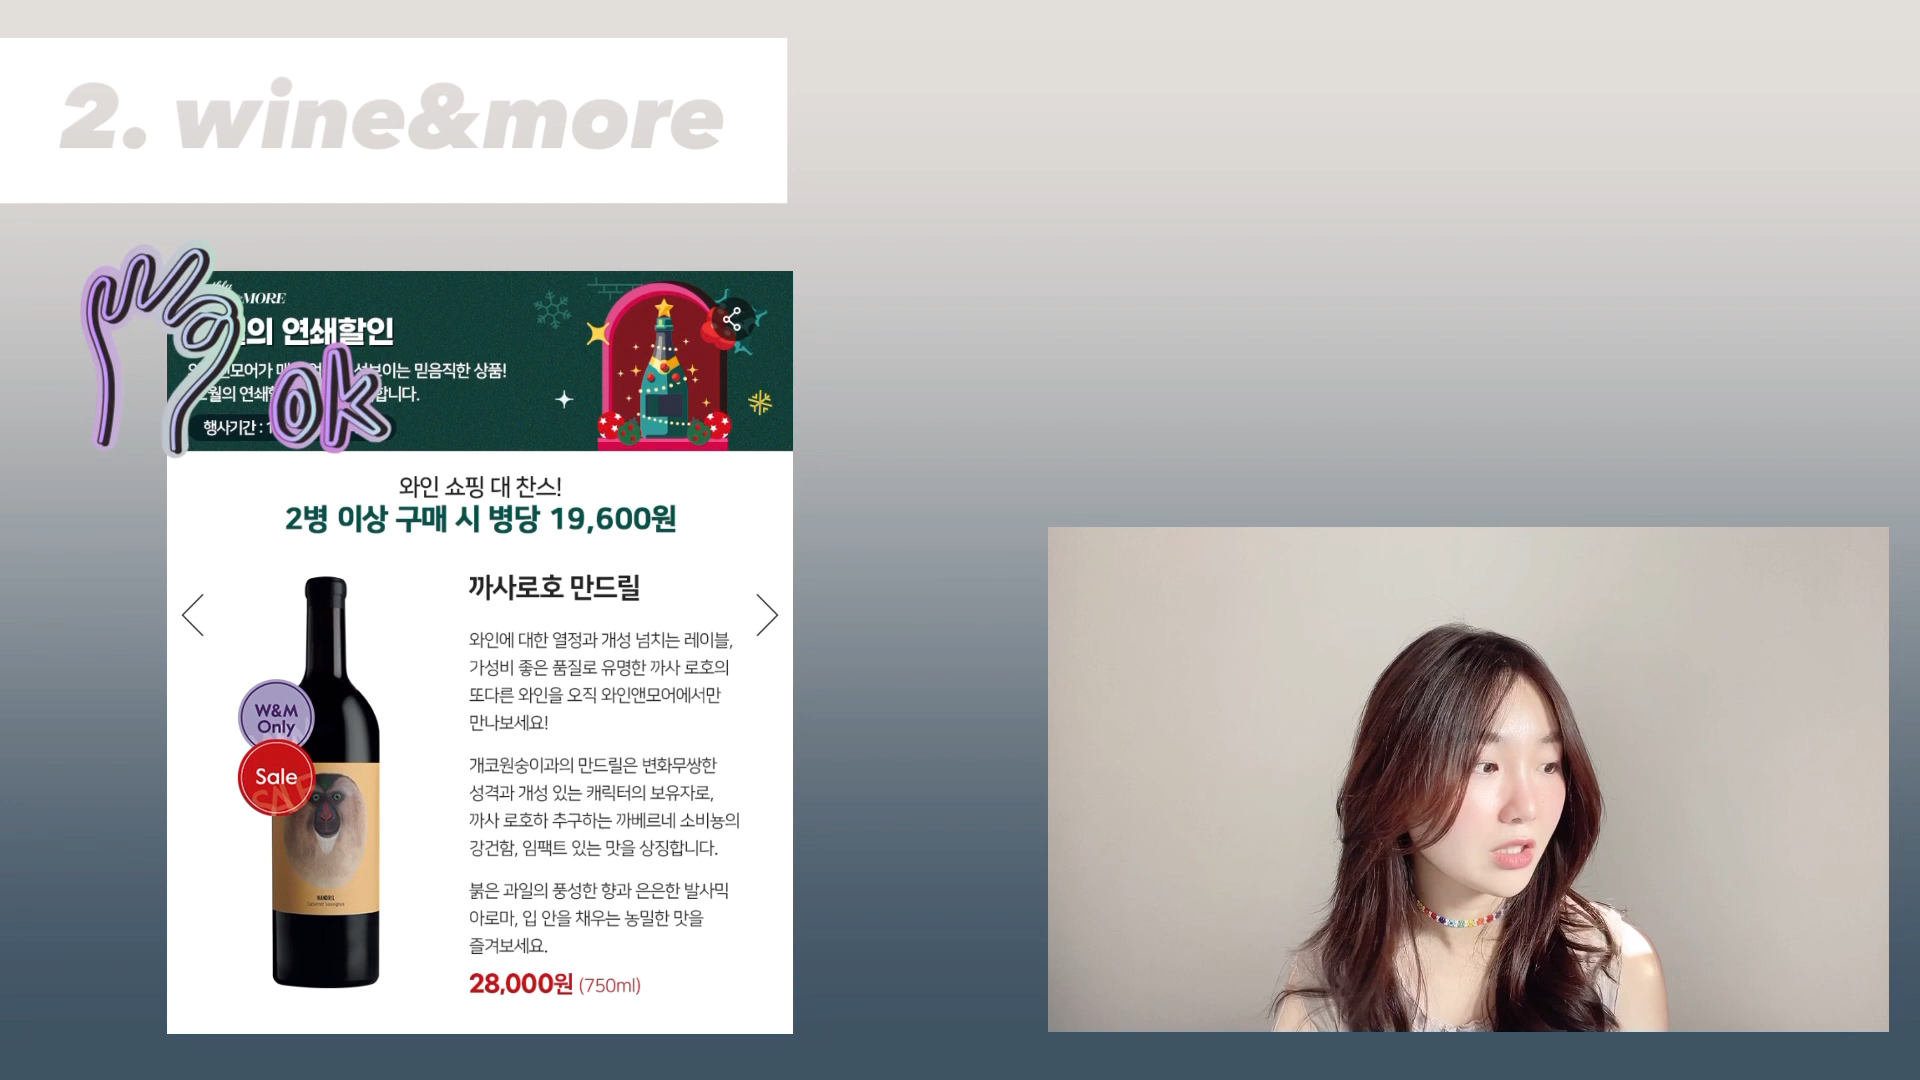 2. wine&more
MORE
의 연쇄할인
선보이는 믿음직한 상품!
월의
합니다.
행사기간 :
ok
와인 쇼핑 대 찬스!
2병 이상 구매 시 병당 19,600원
까사로호 만드릴
와인에 대한 열정과 개성 넘치는 레이블,
가성비 좋은 품질로 유명한 까사 로호의
또다른 와인을 오직 와인앤모어에서만
만나보세요!
개코원숭이과의 만드릴은 변화무쌍한
성격과 개성 있는 캐릭터의 보유자로,
까사 로호하 추구하는 까베르네 소비뇽의
강건함, 임팩트 있는 맛을 상징합니다.
붉은 과일의 풍성한 향과 은은한 발사믹
아로마, 입 안을 채우는 농밀한 맛을
즐겨보세요.
28,000원 (750ml)
W&M
Only
Sale
MANDRIL
Cabernet Sauvignon